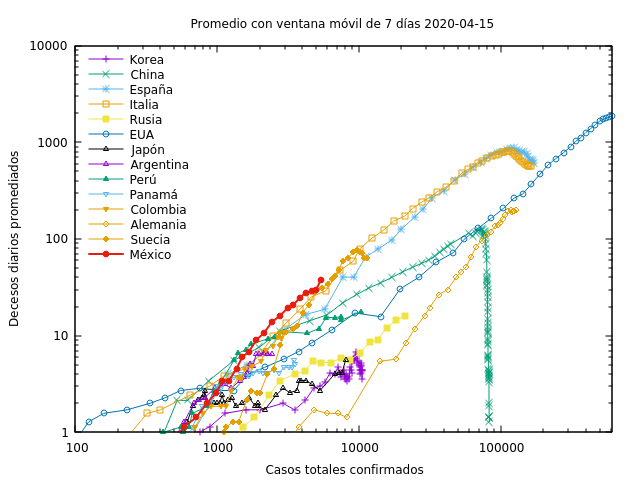 Promedio con ventana móvil de 7 días 2020-04-15
10000
1000
100
10
1
Decesos diarios promediados
Korea
China
España
Italia
Rusia
EUA
Japón
Argentina
Perú
Panamá
Colombia
Alemania
Suecia
México
100 1000 10000 100000
Casos totales confirmados